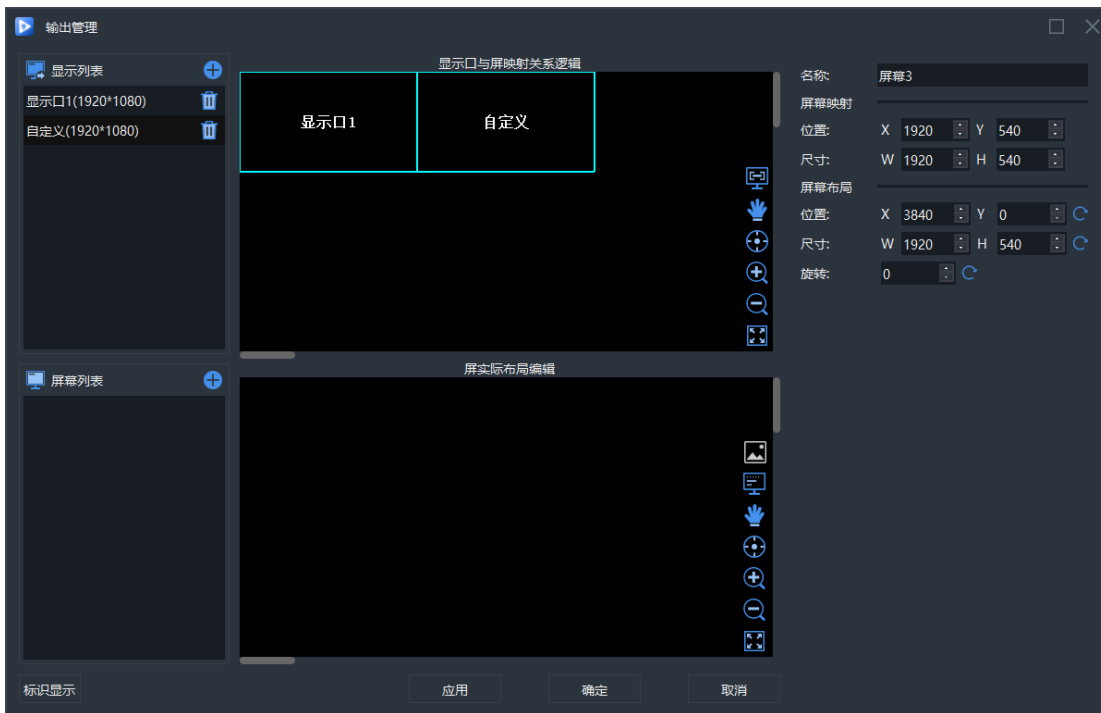 输出管理
显示列表
显示口1(1920*1080)
自定义(1920*1080)
显示口与屏映射关系逻辑
显示口1 自定义
名称: 屏幕3
屏幕映射
位置: X 1920 Y 540
尺寸: W 1920 H 540
屏幕布局
位置: X 3840 Y 0
尺寸: W 1920 H 540
旋转: 0
屏幕列表
屏实际布局编辑
标识显示 应用 确定 取消